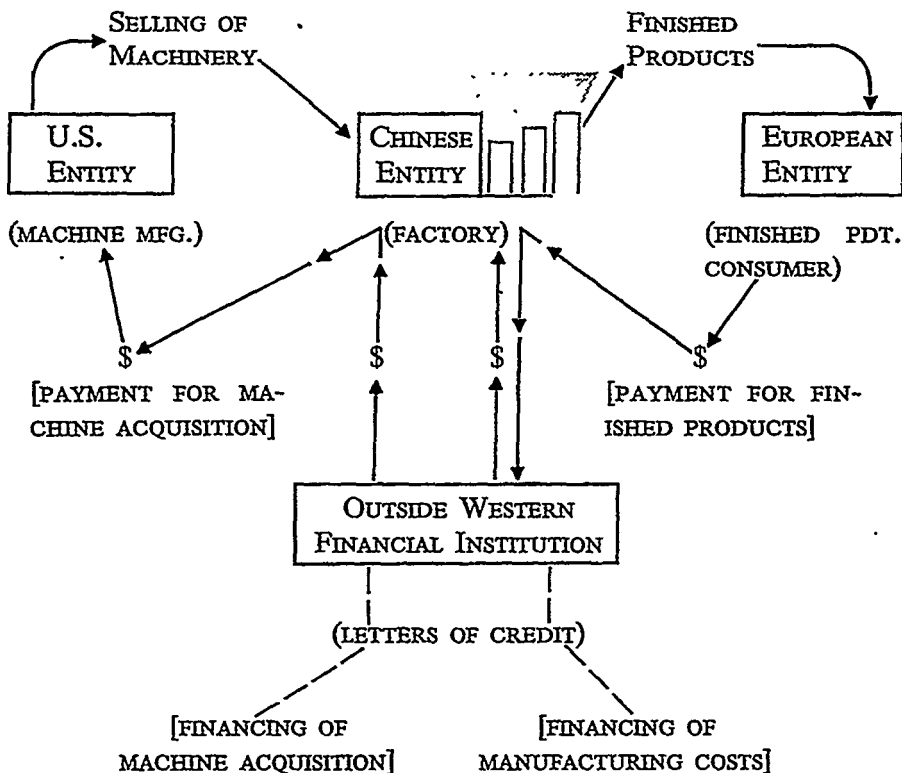 SELLING OF
MACHINERY
FINISHED
PRODUCTS
U.S.
ENTITY
CHINESE
ENTITY
EUROPEAN
ENTITY
(MACHINE MFG.)
(FACTORY)
(FINISHED PDT.
CONSUMER)
$
$
$
$
[PAYMENT FOR MA-
CHINE ACQUISITION]
[PAYMENT FOR FIN-
ISHED PRODUCTS]
OUTSIDE WESTERN
FINANCIAL INSTITUTION
(LETTERS OF CREDIT)
[FINANCING OF
MACHINE ACQUISITION]
[FINANCING OF
MANUFACTURING COSTS]